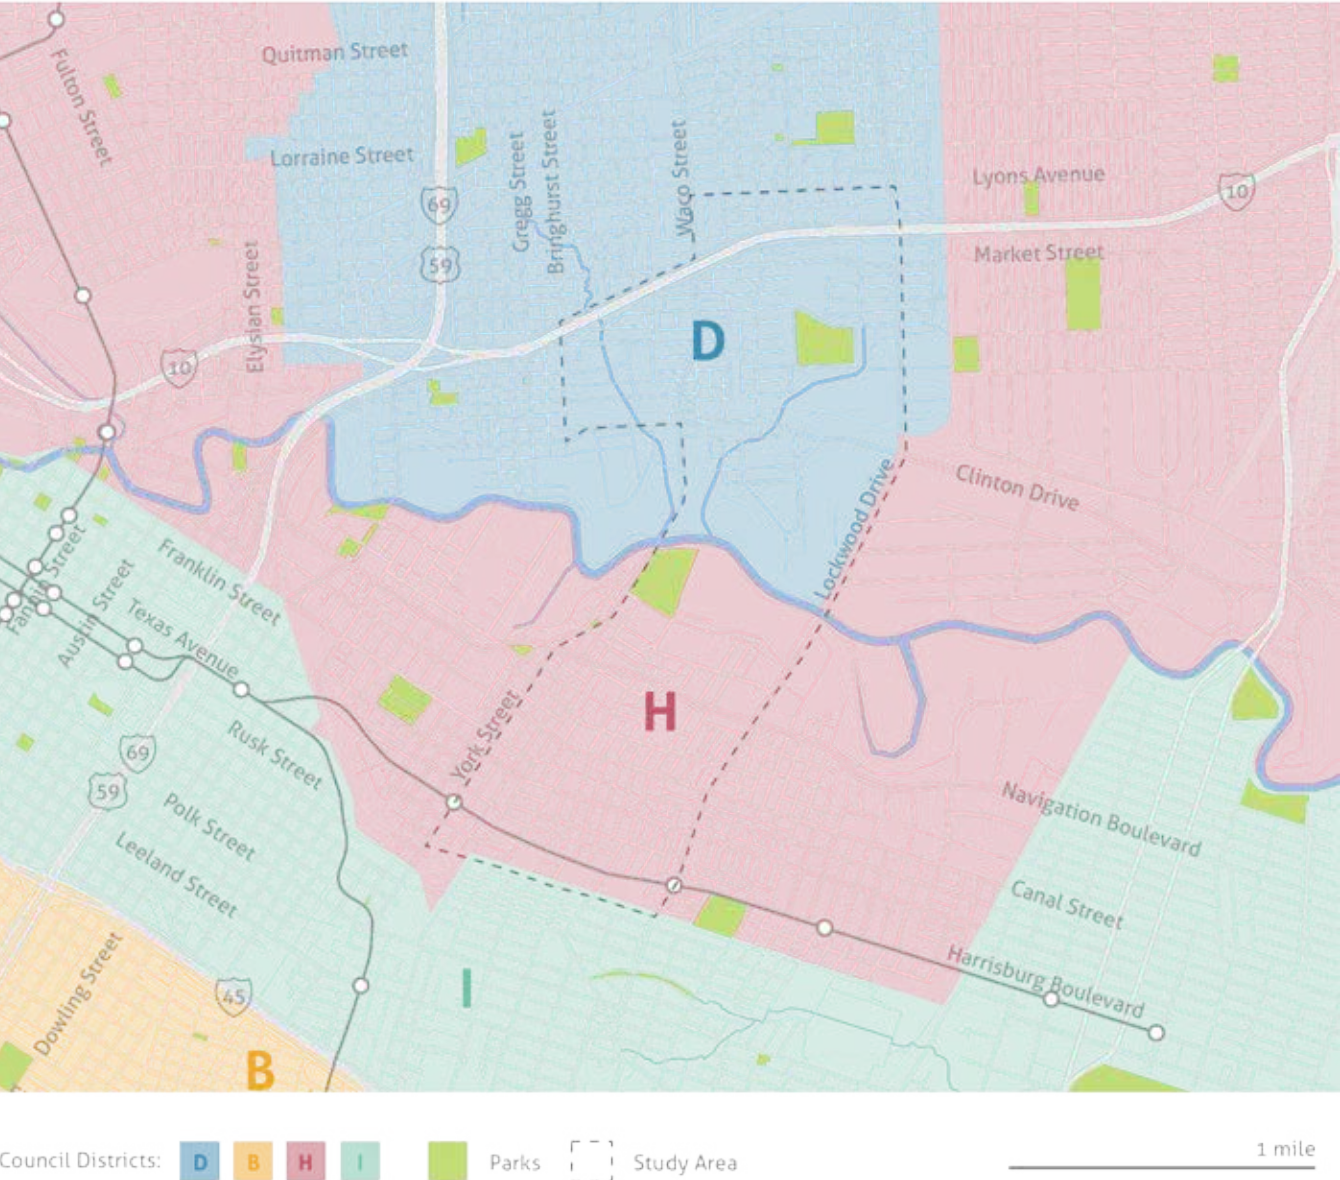 Quitman Street
Fulton Street
Lorraine Street
Gregg Street
Bringhurst Street
Waco Street
Lyons Avenue
10
69
Market Street
59
Elysian Street
D
10
Clinton Drive
Lockwood Drive
Franklin Street
Fannin Street
Austin Street
Texas Avenue
H
York Street
69
Rusk Street
59
Polk Street
Navigation Boulevard
Leeland Street
Canal Street
Harrisburg Boulevard
Dowling Street
45
I
B
Council Districts: D B H I Parks Study Area
1 mile